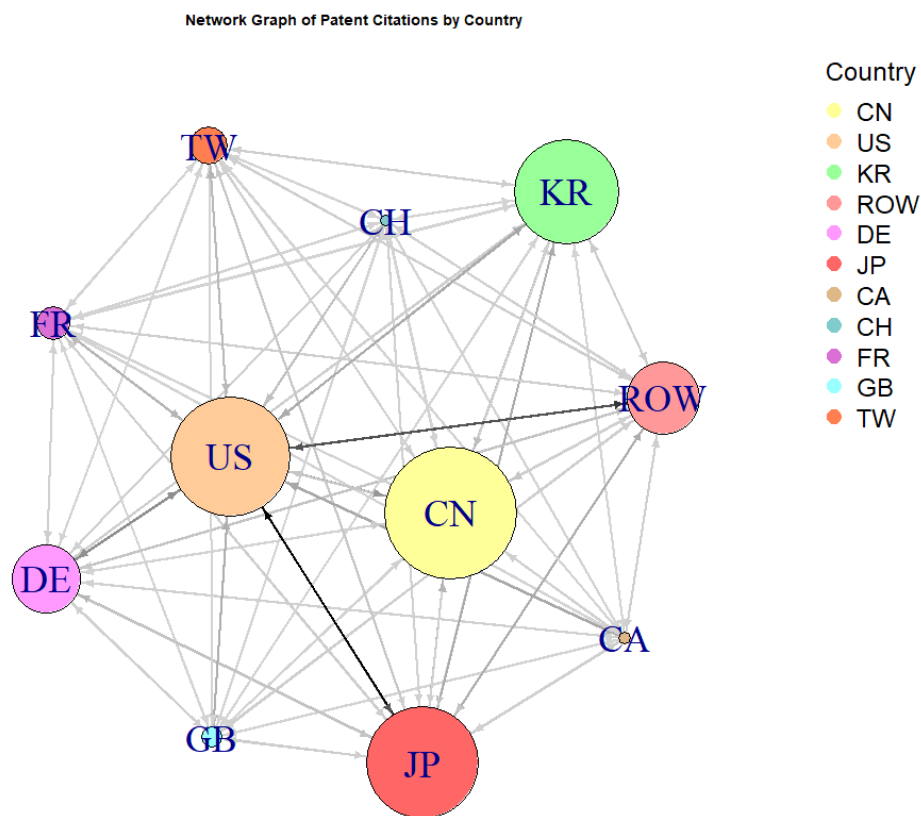 Network Graph of Patent Citations by Country
TW
CH
KR
FR
ROW
US
CN
DE
CA
GB
JP
Country
CN
US
KR
ROW
DE
JP
CA
CH
FR
GB
TW